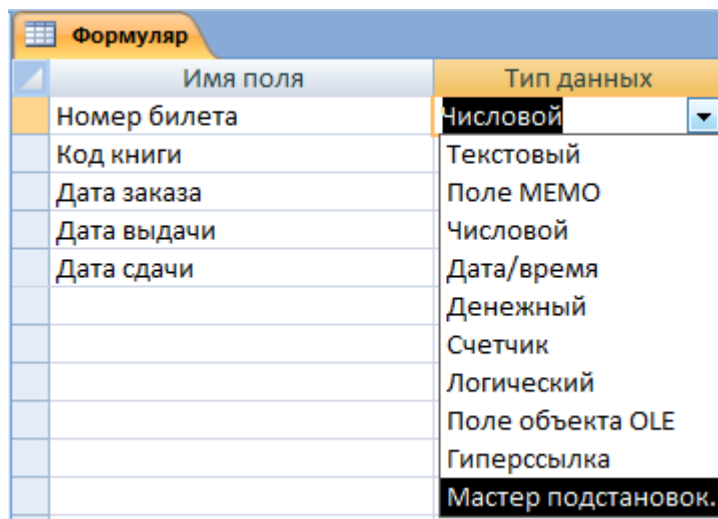 Формуляр
Имя поля Тип данных
Номер билета Числовой
Код книги Текстовый
Дата заказа Поле МЕМО
Дата выдачи Числовой
Дата сдачи Дата/время
Денежный
Счетчик
Логический
Поле объекта OLE
Гиперссылка
Мастер подстановок.